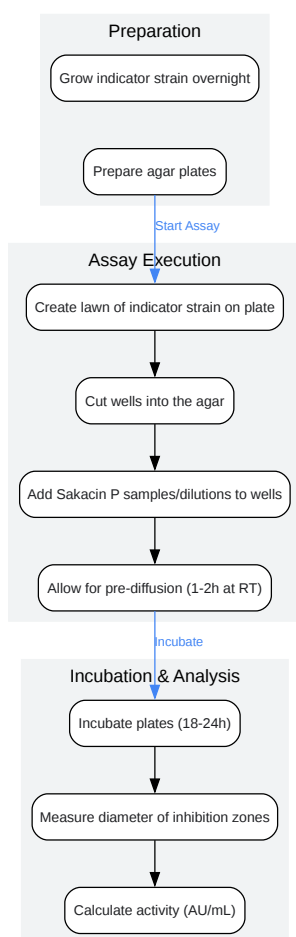 Preparation
Grow indicator strain overnight
Prepare agar plates
Start Assay
Assay Execution
Create lawn of indicator strain on plate
Cut wells into the agar
Add Sakacin P samples/dilutions to wells
Allow for pre-diffusion (1-2h at RT)
Incubate
Incubation & Analysis
Incubate plates (18-24h)
Measure diameter of inhibition zones
Calculate activity (AU/mL)